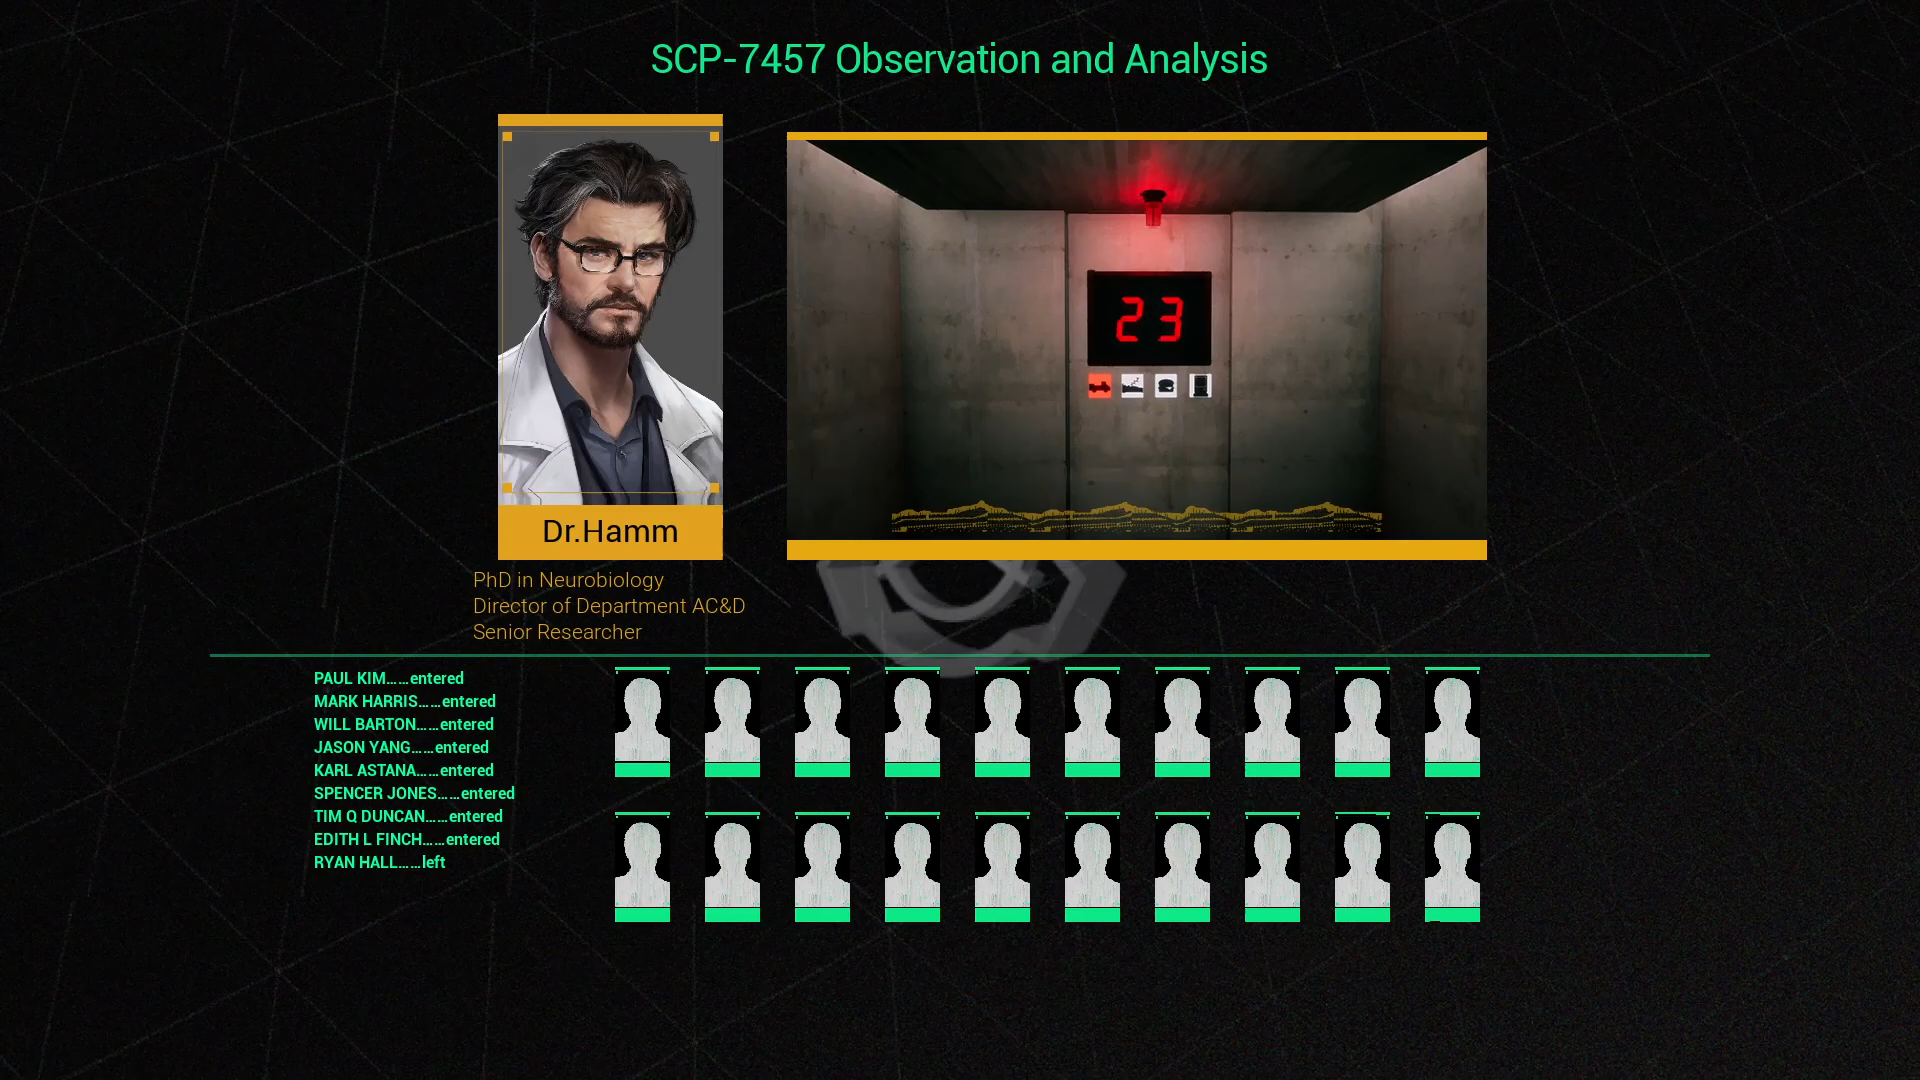 SCP-7457 Observation and Analysis
23
Dr.Hamm
PhD in Neurobiology
Director of Department AC&D
Senior Researcher
PAUL KIM......entered
MARK HARRIS......entered
WILL BARTON......entered
JASON YANG......entered
KARL ASTANA......entered
SPENCER JONES......entered
TIM Q DUNCAN......entered
EDITH L FINCH......entered
RYAN HALL......left